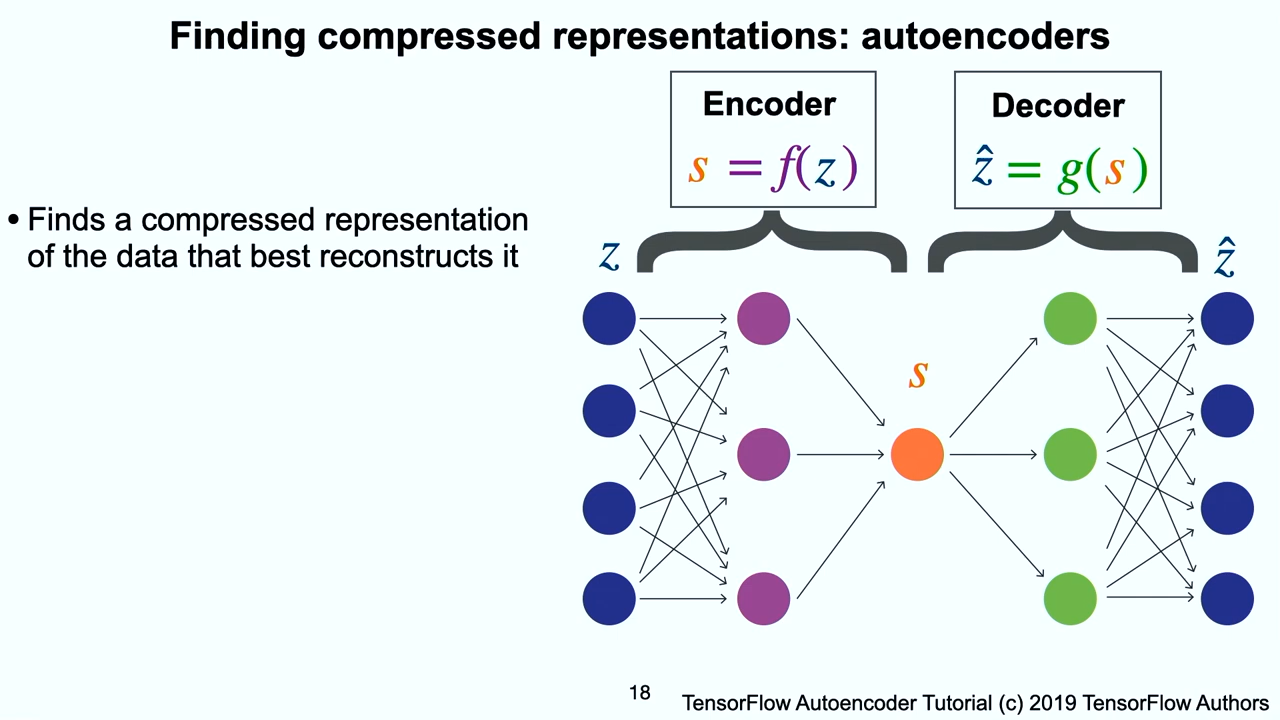 Finding compressed representations: autoencoders
Encoder
s = f(z)
Decoder
ẑ = g(s)
• Finds a compressed representation
of the data that best reconstructs it
z
ẑ
s
18
TensorFlow Autoencoder Tutorial (c) 2019 TensorFlow Authors